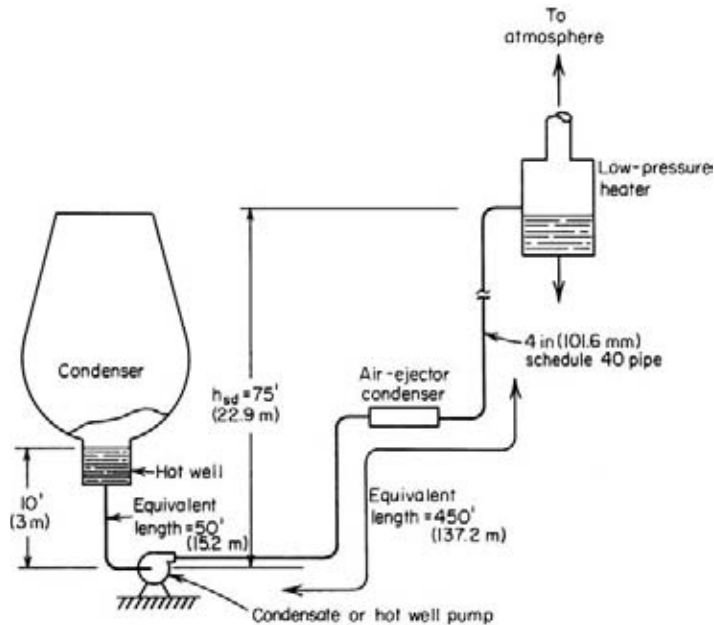 To
atmosphere
Low-pressure
heater
4 in (101.6 mm)
schedule 40 pipe
Condenser
hsd=75'
(22.9 m)
Air-ejector
condenser
Hot well
10'
(3 m)
Equivalent
length=50'
(15.2 m)
Equivalent
length=450'
(137.2 m)
Condensate or hot well pump